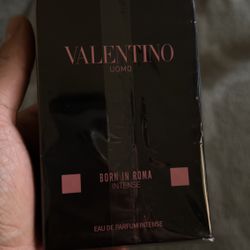 VALENTINO
UOMO
BORN IN ROMA
INTENSE
EAU DE PARFUM INTENSE